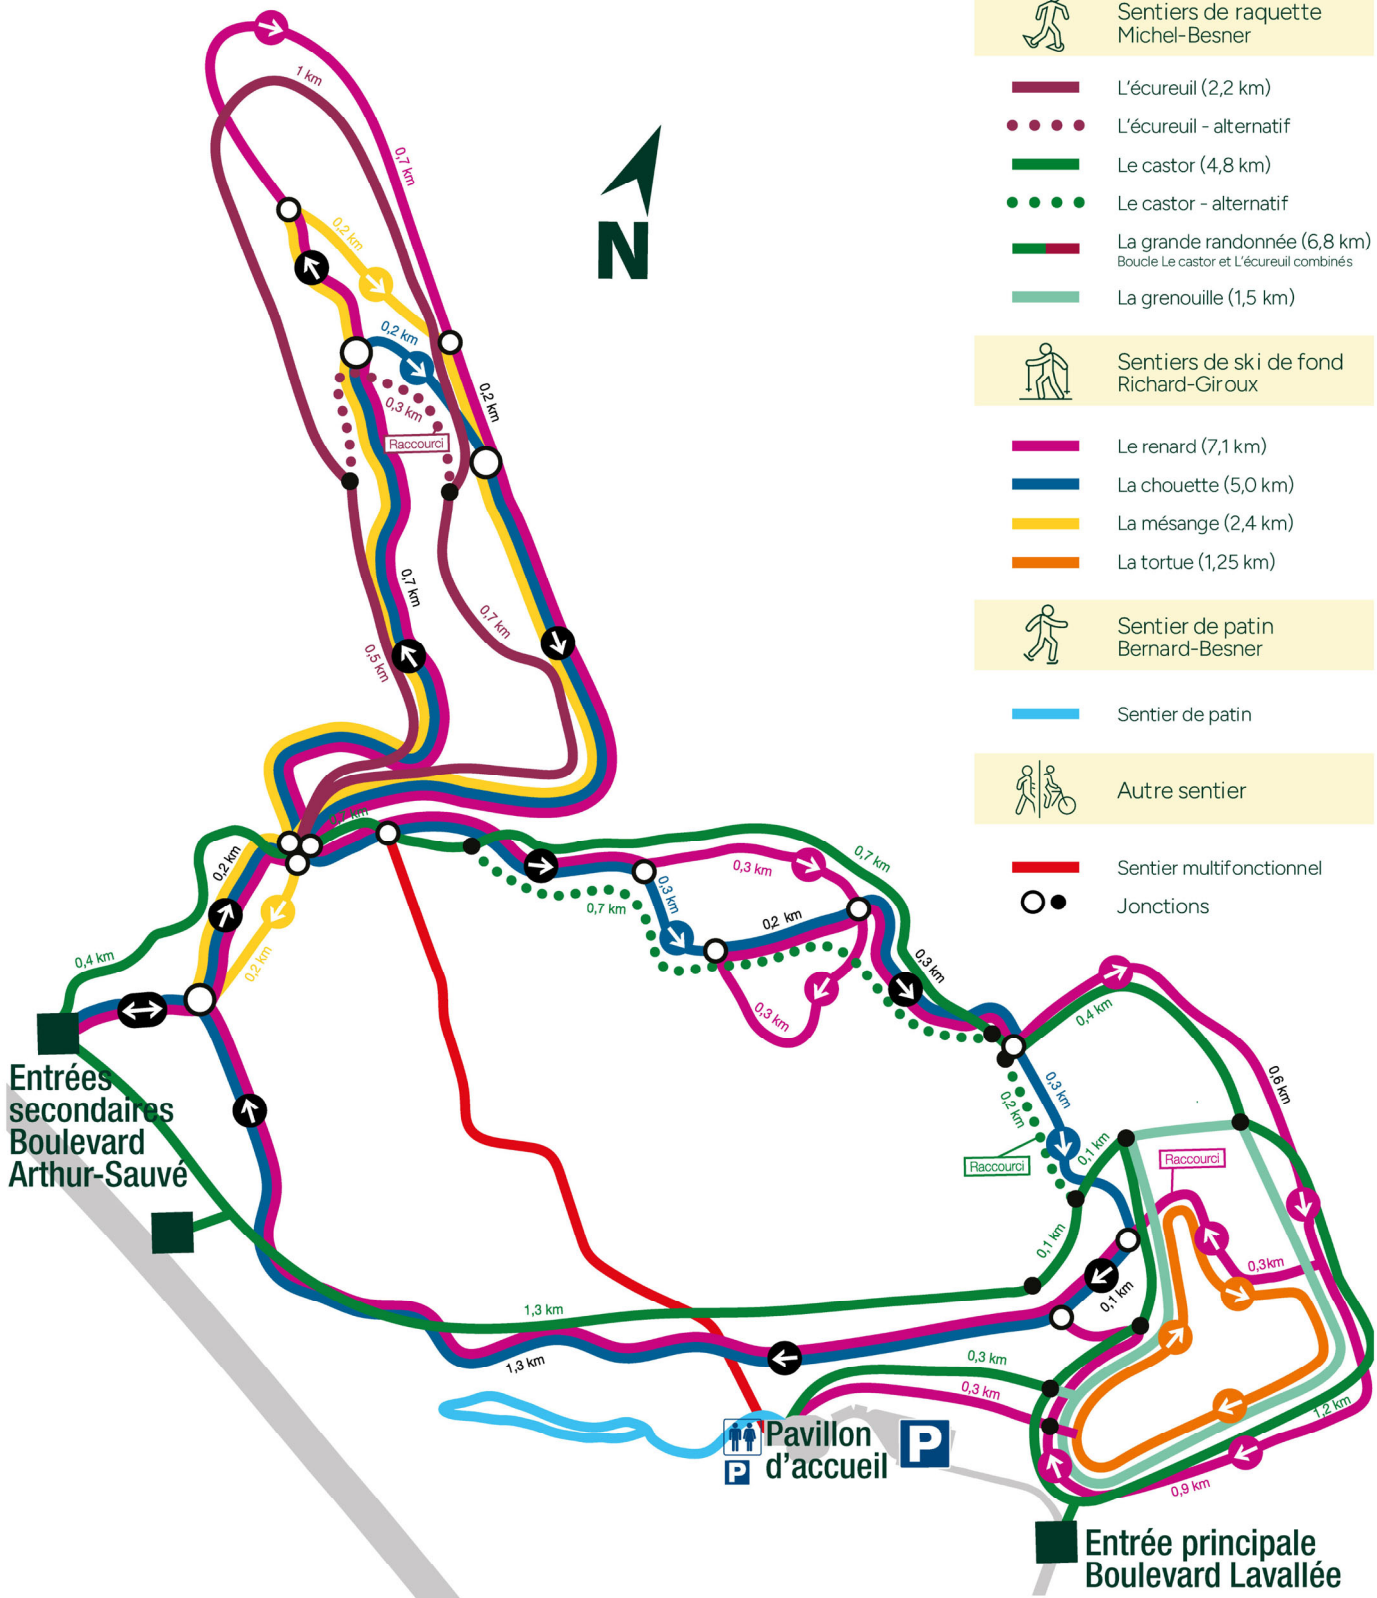 Sentiers de raquette
Michel-Besner
L'écureuil (2,2 km)
L'écureuil - alternatif
Le castor (4,8 km)
Le castor - alternatif
La grande randonnée (6,8 km)
Boucle Le castor et L'écureuil combinés
La grenouille (1,5 km)
Sentiers de ski de fond
Richard-Giroux
Le renard (7,1 km)
La chouette (5,0 km)
La mésange (2,4 km)
La tortue (1,25 km)
Sentier de patin
Bernard-Besner
Sentier de patin
Autre sentier
Sentier multifonctionnel
Jonctions
N
1 km
0,7 km
0,2 km
0,2 km
0,2 km
0,3 km
Raccourci
0,7 km
0,7 km
0,5 km
0,2 km
0,4 km
0,2 km
0,7 km
0,3 km
0,7 km
0,3 km
0,2 km
0,3 km
0,3 km
0,4 km
0,6 km
0,3 km
0,2 km
0,1 km
Raccourci
Raccourci
0,1 km
0,3 km
0,1 km
1,3 km
1,3 km
0,3 km
0,3 km
1,2 km
0,9 km
Entrées
secondaires
Boulevard
Arthur-Sauvé
Pavillon
d'accueil
P
P
Entrée principale
Boulevard Lavallée